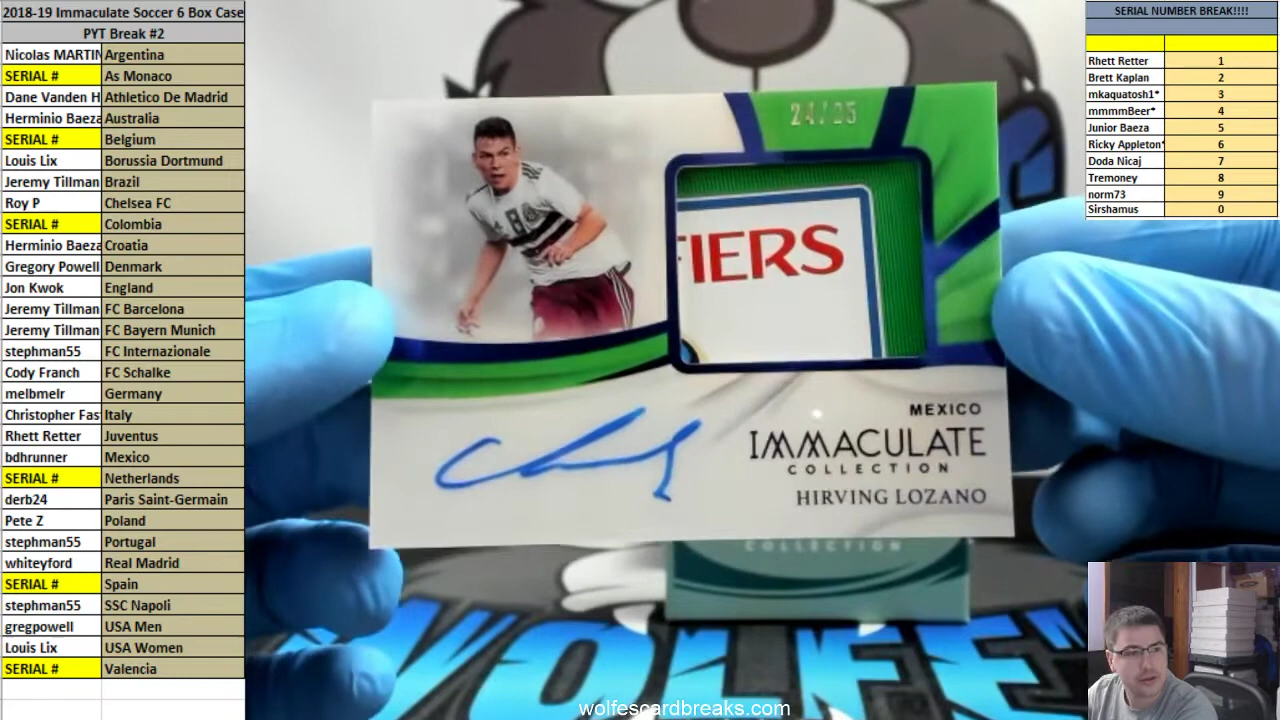 2018-19 Immaculate Soccer 6 Box Case
PYT Break #2
Nicolas MARTIN Argentina
SERIAL # As Monaco
Dane Vanden H Athletico De Madrid
Herminio Baeza Australia
SERIAL # Belgium
Louis Lix Borussia Dortmund
Jeremy Tillman Brazil
Roy P Chelsea FC
SERIAL # Colombia
Herminio Baeza Croatia
Gregory Powell Denmark
Jon Kwok England
Jeremy Tillman FC Barcelona
Jeremy Tillman FC Bayern Munich
stephman55 FC Internazionale
Cody Franch FC Schalke
melbmelr Germany
Christopher Fas Italy
Rhett Retter Juventus
bdhrunner Mexico
SERIAL # Netherlands
derb24 Paris Saint-Germain
Pete Z Poland
stephman55 Portugal
whiteyford Real Madrid
SERIAL # Spain
stephman55 SSC Napoli
gregpowell USA Men
Louis Lix USA Women
SERIAL # Valencia
24/25
FIERS
8
MEXICO
IMMACULATE
COLLECTION
HIRVING LOZANO
COLLECTION
WOLFE
wolfescardbreaks.com
SERIAL NUMBER BREAK!!!!
Rhett Retter 1
Brett Kaplan 2
mkaquatosh1* 3
mmmmBeer* 4
Junior Baeza 5
Ricky Appleton* 6
Doda Nicaj 7
Tremoney 8
norm73 9
Sirshamus 0